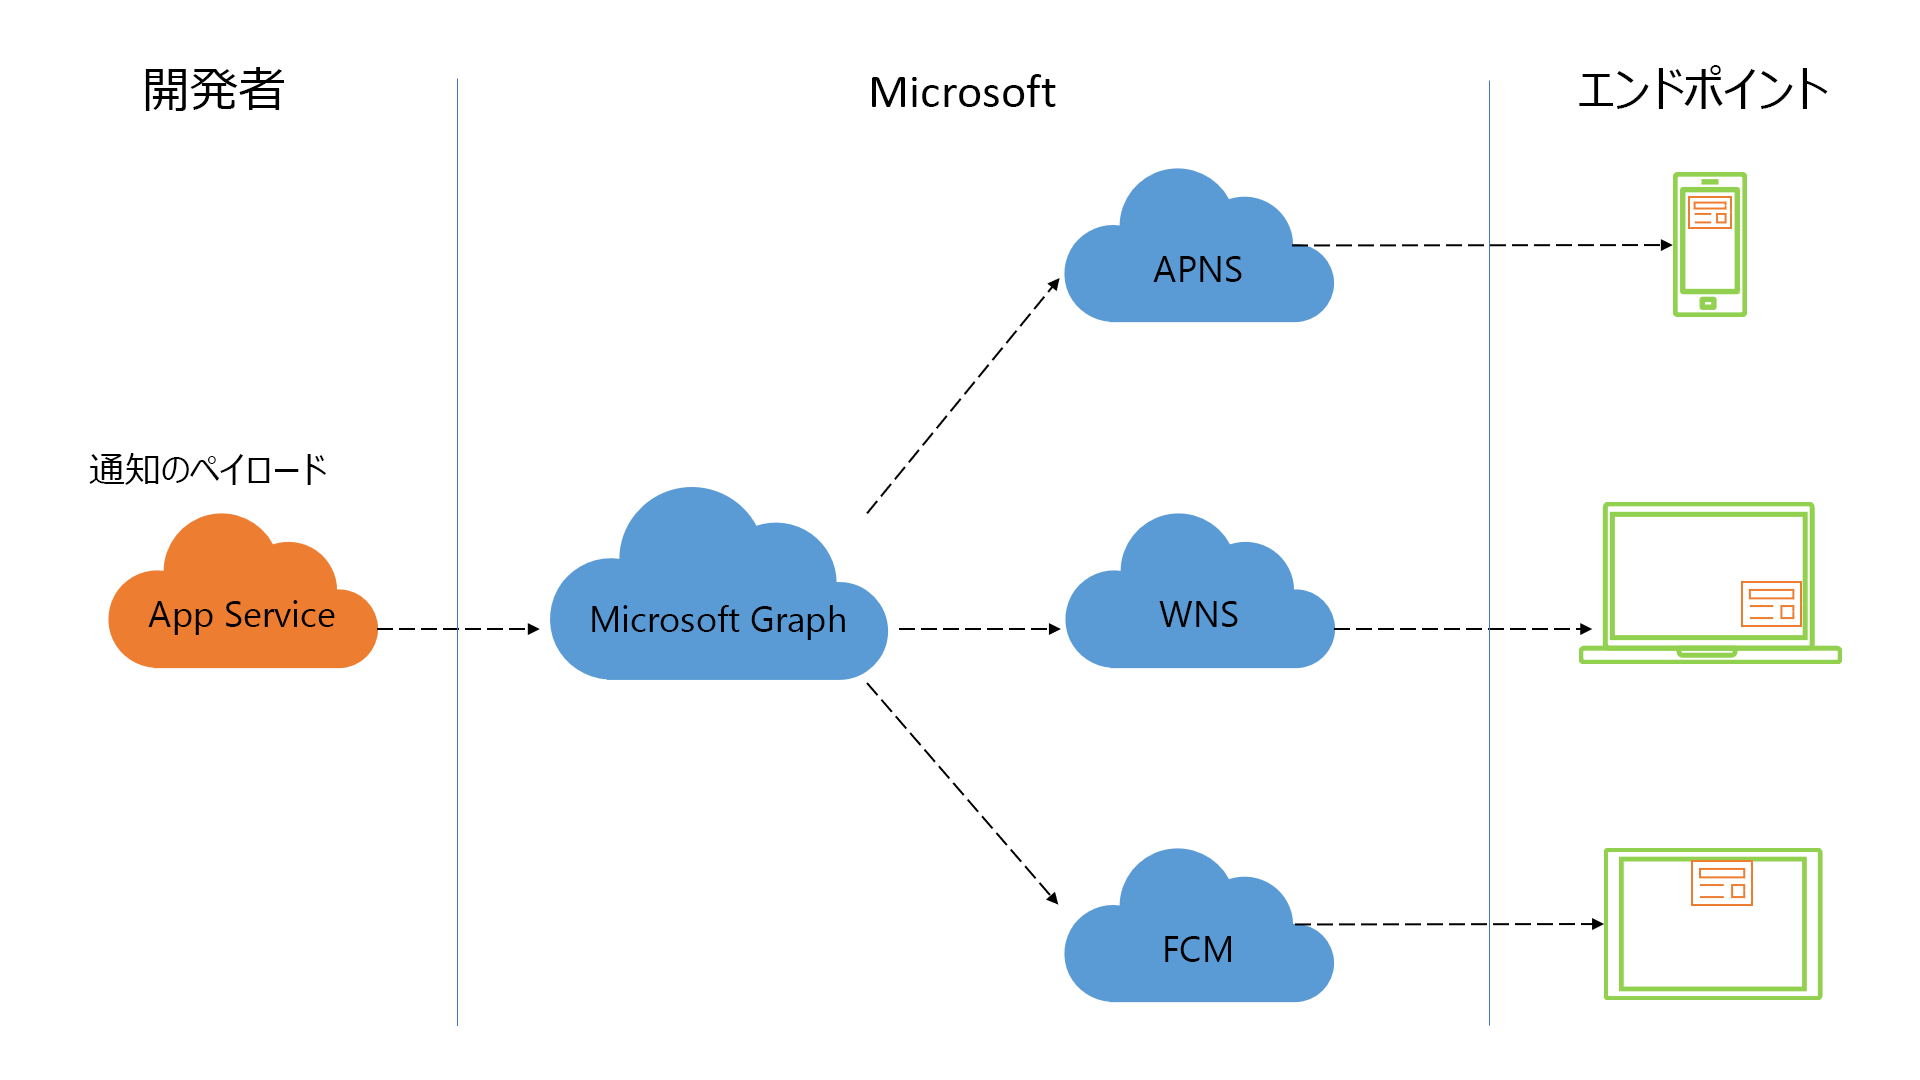 開発者
Microsoft
エンドポイント
APNS
通知のペイロード
App Service
Microsoft Graph
WNS
FCM